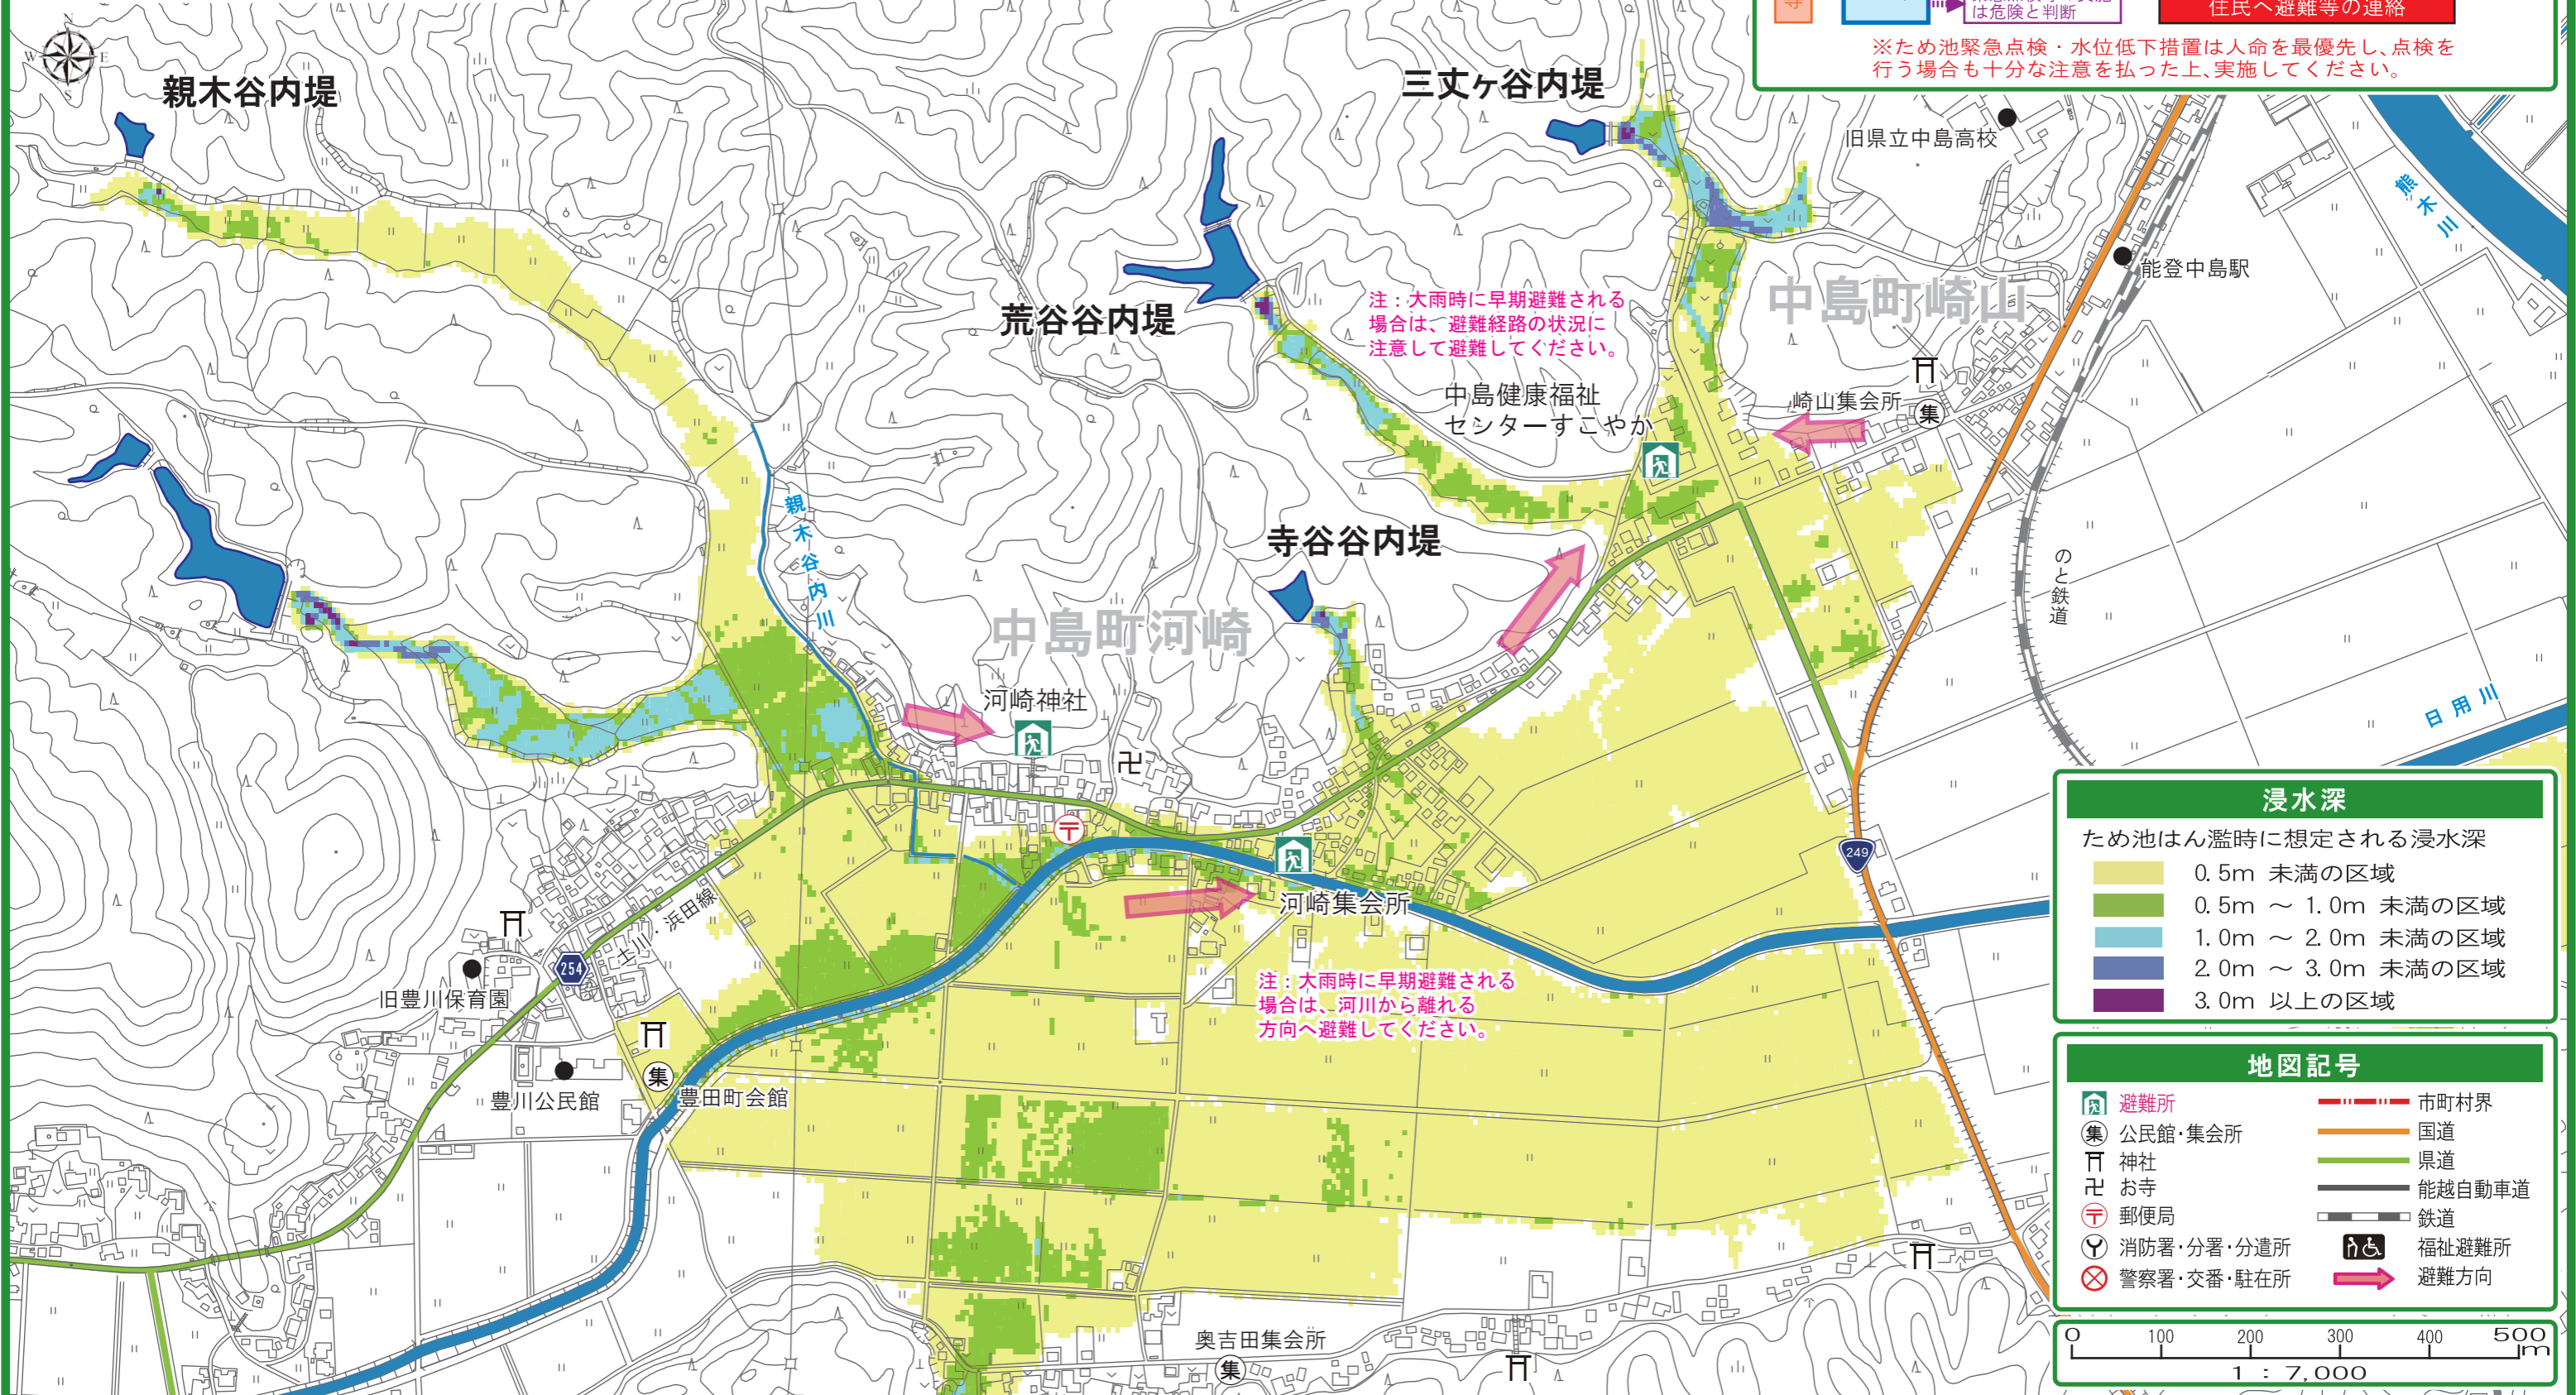 N
W
E
S
は危険と判断
住民へ避難等の連絡
※ため池緊急点検・水位低下措置は人命を最優先し、点検を
行う場合も十分な注意を払った上、実施してください。
親木谷内堤
三丈ヶ谷内堤
旧県立中島高校
熊木川
能登中島駅
中島町崎山
荒谷谷内堤
注：大雨時に早期避難される
場合は、避難経路の状況に
注意して避難してください。
中島健康福祉
センターすこやか
崎山集会所
集
親木谷内川
寺谷谷内堤
のと鉄道
中島町河崎
河崎神社
日用川
249
河崎集会所
土川・浜田線
254
旧豊川保育園
注：大雨時に早期避難される
場合は、河川から離れる
方向へ避難してください。
豊川公民館
集
豊田町会館
奥吉田集会所
集
浸水深
ため池はん濫時に想定される浸水深
0.5m 未満の区域
0.5m ～ 1.0m 未満の区域
1.0m ～ 2.0m 未満の区域
2.0m ～ 3.0m 未満の区域
3.0m 以上の区域
地図記号
避難所
集 公民館・集会所
神社
卍 お寺
〒 郵便局
消防署・分署・分遣所
警察署・交番・駐在所
市町村界
国道
県道
能越自動車道
鉄道
福祉避難所
避難方向
0 100 200 300 400 500
m
1 : 7,000